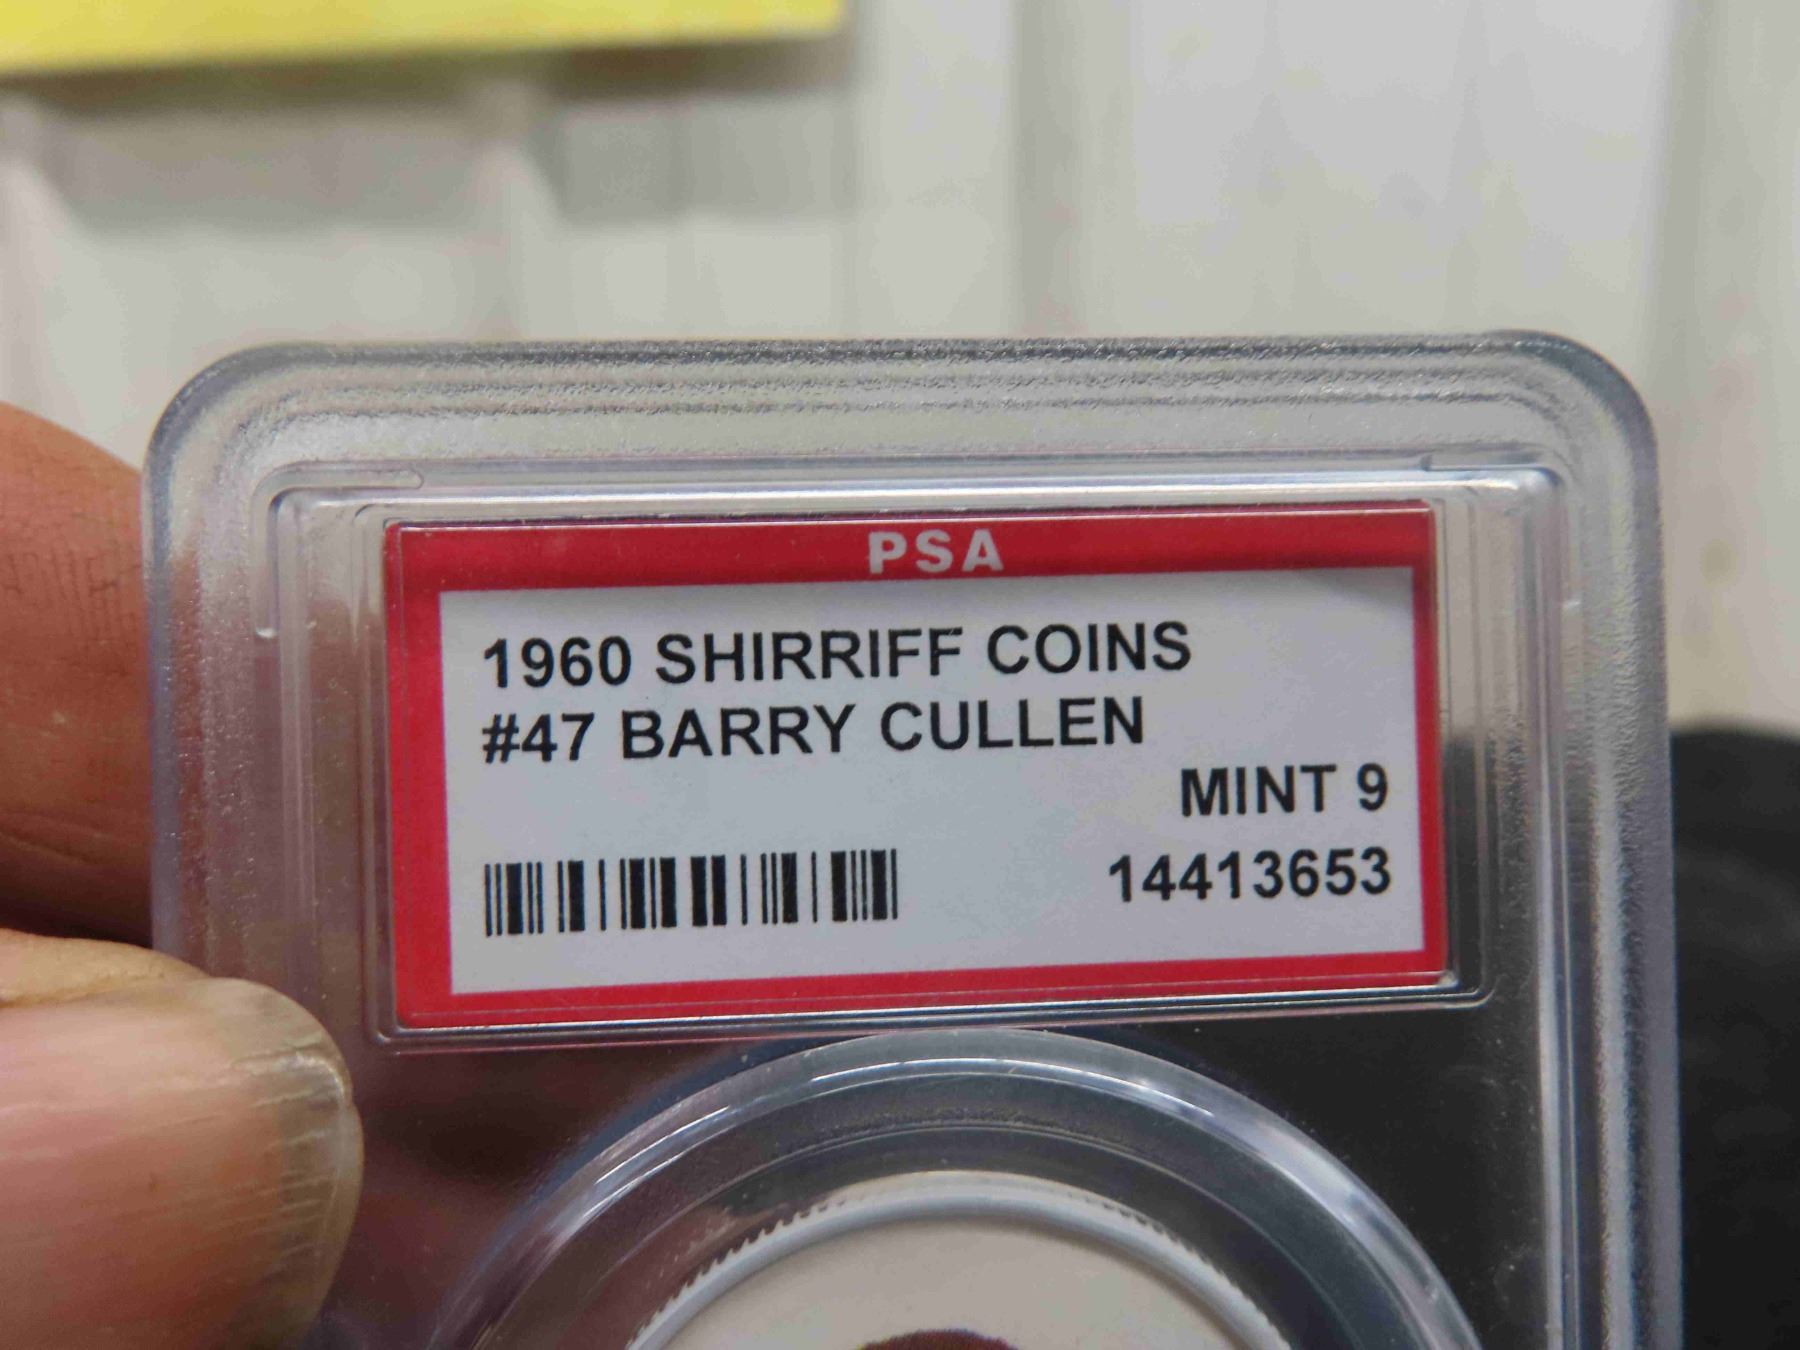 PSA
1960 SHIRRIFF COINS
#47 BARRY CULLEN
MINT 9
14413653